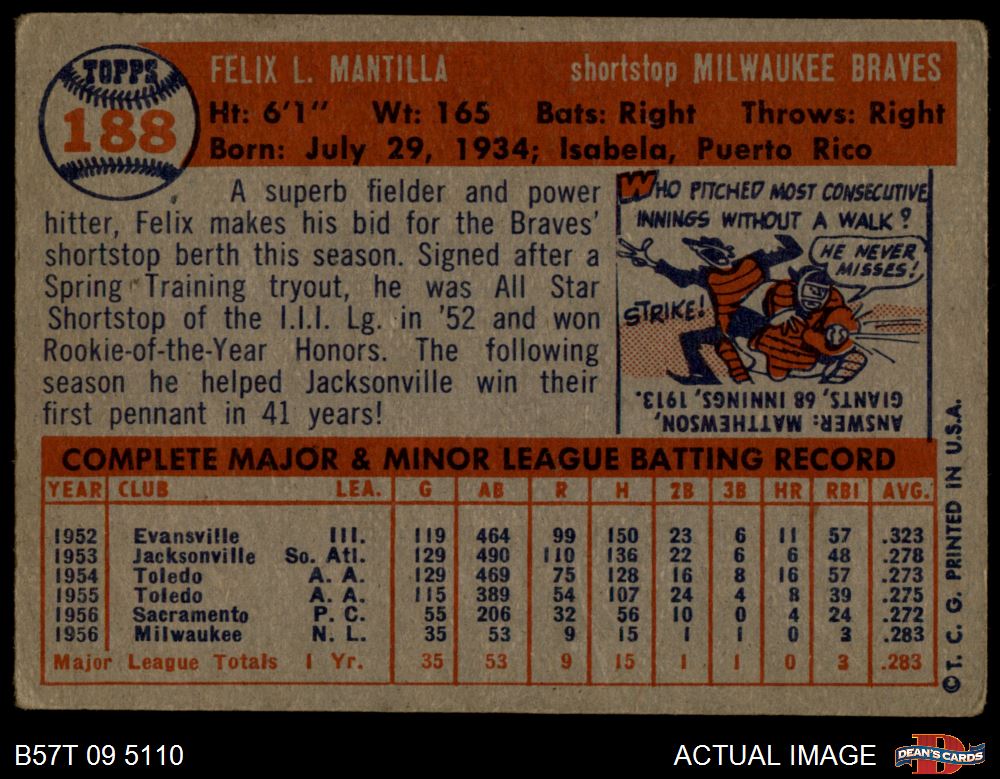 TOPPS
188
FELIX L. MANTILLA shortstop MILWAUKEE BRAVES
Ht: 6'1" Wt: 165 Bats: Right Throws: Right
Born: July 29, 1934; Isabela, Puerto Rico
A superb fielder and power
hitter, Felix makes his bid for the Braves'
shortstop berth this season. Signed after a
Spring Training tryout, he was All Star
Shortstop of the I.I.I. Lg. in '52 and won
Rookie-of-the-Year Honors. The following
season he helped Jacksonville win their
first pennant in 41 years!
WHO PITCHED MOST CONSECUTIVE
INNINGS WITHOUT A WALK?
HE NEVER
MISSES!
STRIKE!
ANSWER: MATTHEWSON,
GIANTS, 68 INNINGS, 1913.
COMPLETE MAJOR & MINOR LEAGUE BATTING RECORD
YEAR CLUB LEA. G AB R H 2B 3B HR RBI AVG.
1952 Evansville III. 119 464 99 150 23 6 11 57 .323
1953 Jacksonville So. Atl. 129 490 110 136 22 6 6 48 .278
1954 Toledo A. A. 129 469 75 128 16 8 16 57 .273
1955 Toledo A. A. 115 389 54 107 24 4 8 39 .275
1956 Sacramento P. C. 55 206 32 56 10 0 4 24 .272
1956 Milwaukee N. L. 35 53 9 15 1 1 0 3 .283
Major League Totals 1 Yr. 35 53 9 15 1 1 0 3 .283
© T. C. G. PRINTED IN U.S.A.
B57T 09 5110 ACTUAL IMAGE
DEAN'S CARDS